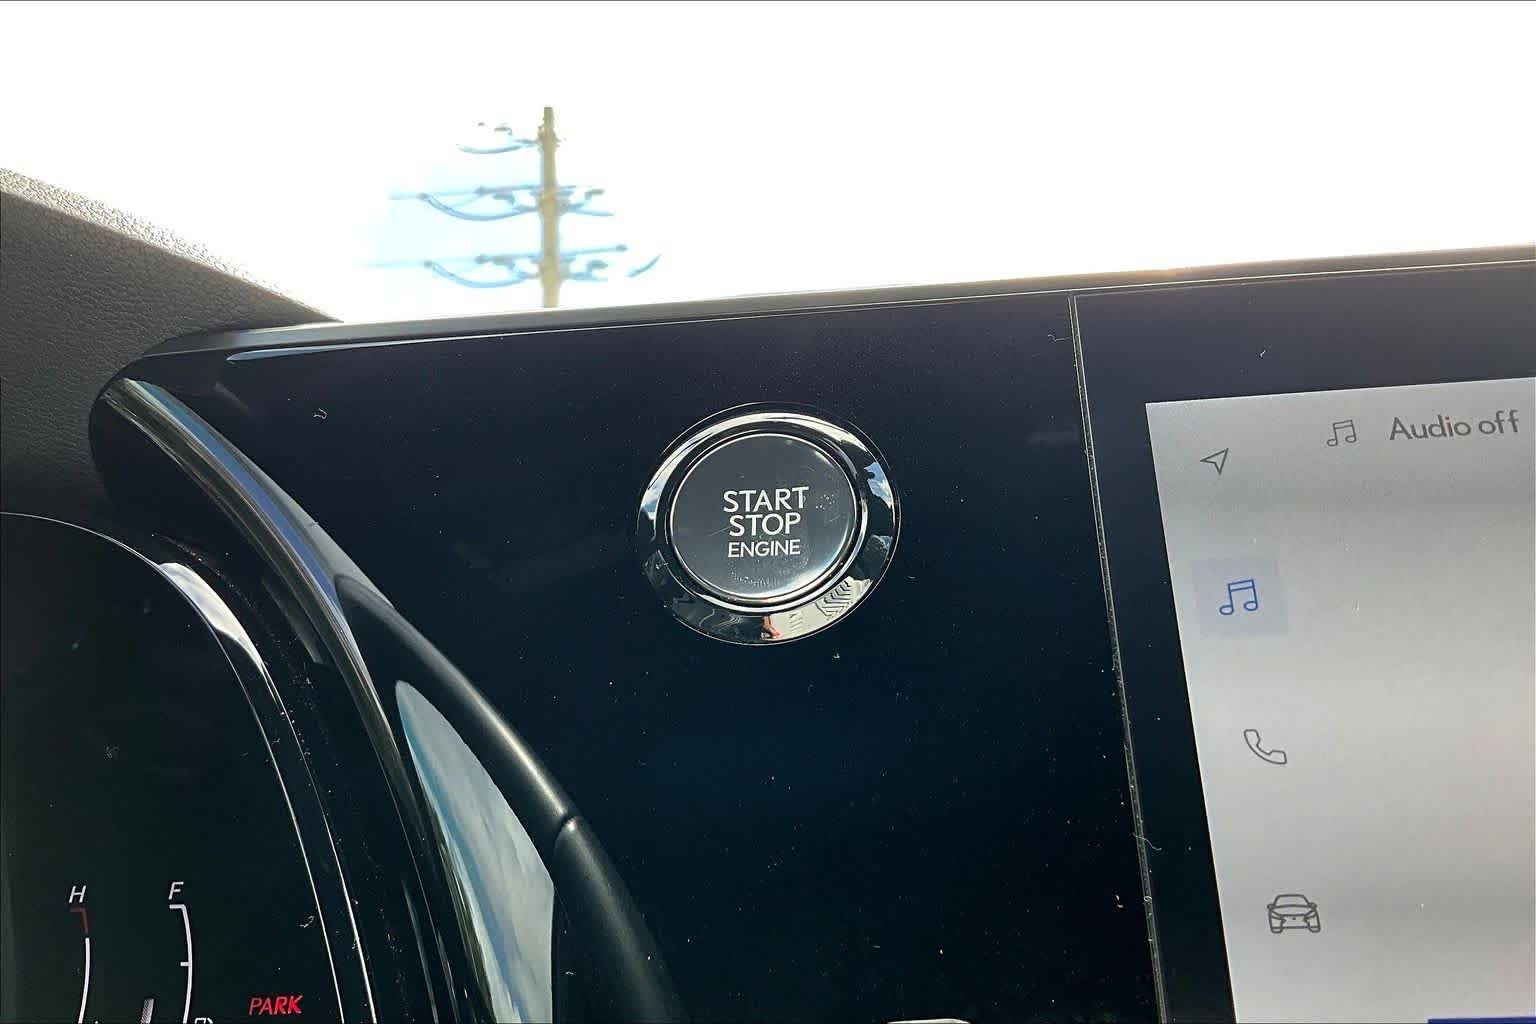 START
STOP
ENGINE
Audio off
H
F
PARK